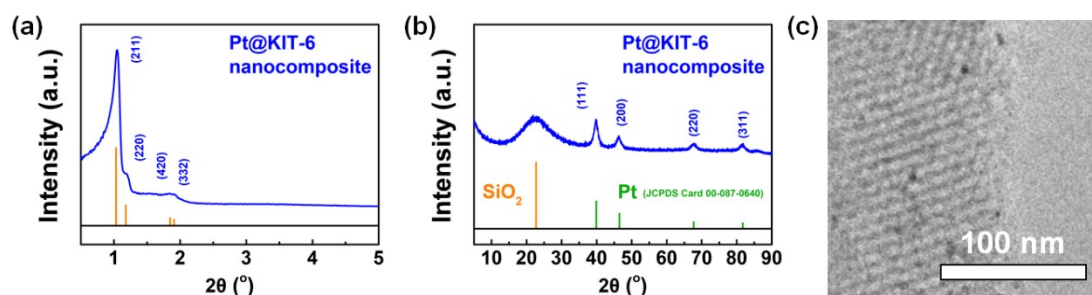 (a)
Intensity (a.u.)
Pt@KIT-6
nanocomposite
(211)
(220)
(420)
(332)
1 2 3 4 5
2θ (°)
(b)
Intensity (a.u.)
Pt@KIT-6
nanocomposite
(111)
(200)
(220)
(311)
SiO₂
Pt (JCPDS Card 00-087-0640)
10 20 30 40 50 60 70 80 90
2θ (°)
(c)
100 nm